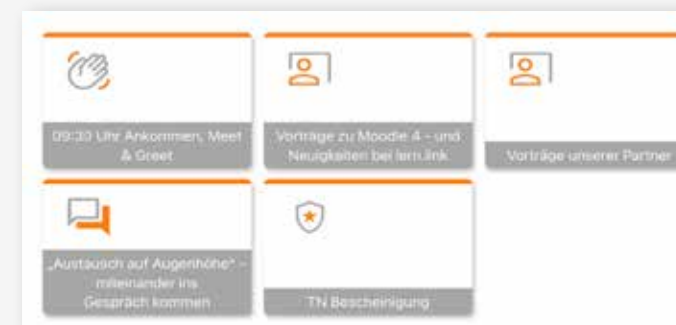 09:30 Uhr Ankommen, Meet
& Greet
Vorträge zu Moodle 4 - und
Neuigkeiten bei lern.link
Vorträge unserer Partner
„Austausch auf Augenhöhe" -
miteinander ins
Gespräch kommen
TN Bescheinigung